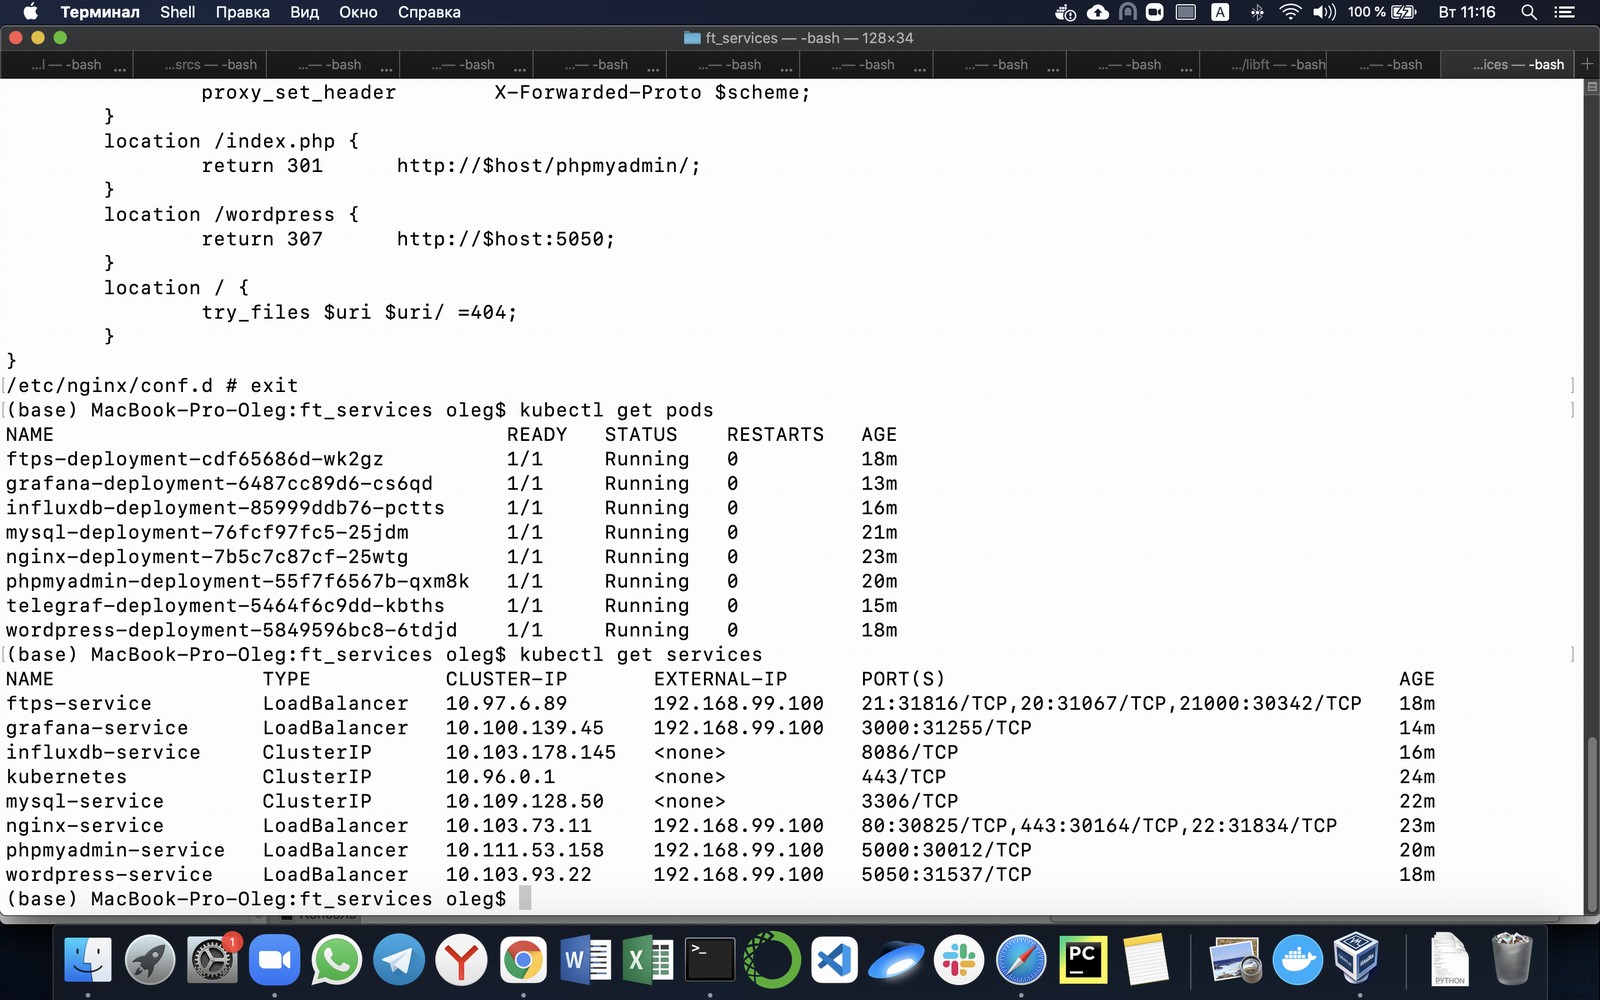 Терминал Shell Правка Вид Окно Справка A 100 % Вт 11:16
ft_services — -bash — 128×34
...l — -bash ... ...srcs — -bash ...— -bash ... ...— -bash ... ...— -bash ... ...— -bash ... ...— -bash ... ...— -bash ... ...— -bash ... .../libft — -bash ...— -bash ...ices — -bash +
proxy_set_header X-Forwarded-Proto $scheme;
}
location /index.php {
return 301 http://$host/phpmyadmin/;
}
location /wordpress {
return 307 http://$host:5050;
}
location / {
try_files $uri $uri/ =404;
}
}
[/etc/nginx/conf.d # exit ]
[(base) MacBook-Pro-Oleg:ft_services oleg$ kubectl get pods ]
NAME READY STATUS RESTARTS AGE
ftps-deployment-cdf65686d-wk2gz 1/1 Running 0 18m
grafana-deployment-6487cc89d6-cs6qd 1/1 Running 0 13m
influxdb-deployment-85999ddb76-pctts 1/1 Running 0 16m
mysql-deployment-76fcf97fc5-25jdm 1/1 Running 0 21m
nginx-deployment-7b5c7c87cf-25wtg 1/1 Running 0 23m
phpmyadmin-deployment-55f7f6567b-qxm8k 1/1 Running 0 20m
telegraf-deployment-5464f6c9dd-kbths 1/1 Running 0 15m
wordpress-deployment-5849596bc8-6tdjd 1/1 Running 0 18m
[(base) MacBook-Pro-Oleg:ft_services oleg$ kubectl get services ]
NAME TYPE CLUSTER-IP EXTERNAL-IP PORT(S) AGE
ftps-service LoadBalancer 10.97.6.89 192.168.99.100 21:31816/TCP,20:31067/TCP,21000:30342/TCP 18m
grafana-service LoadBalancer 10.100.139.45 192.168.99.100 3000:31255/TCP 14m
influxdb-service ClusterIP 10.103.178.145 <none> 8086/TCP 16m
kubernetes ClusterIP 10.96.0.1 <none> 443/TCP 24m
mysql-service ClusterIP 10.109.128.50 <none> 3306/TCP 22m
nginx-service LoadBalancer 10.103.73.11 192.168.99.100 80:30825/TCP,443:30164/TCP,22:31834/TCP 23m
phpmyadmin-service LoadBalancer 10.111.53.158 192.168.99.100 5000:30012/TCP 20m
wordpress-service LoadBalancer 10.103.93.22 192.168.99.100 5050:31537/TCP 18m
(base) MacBook-Pro-Oleg:ft_services oleg$
1
W X >_ PC PYTHON